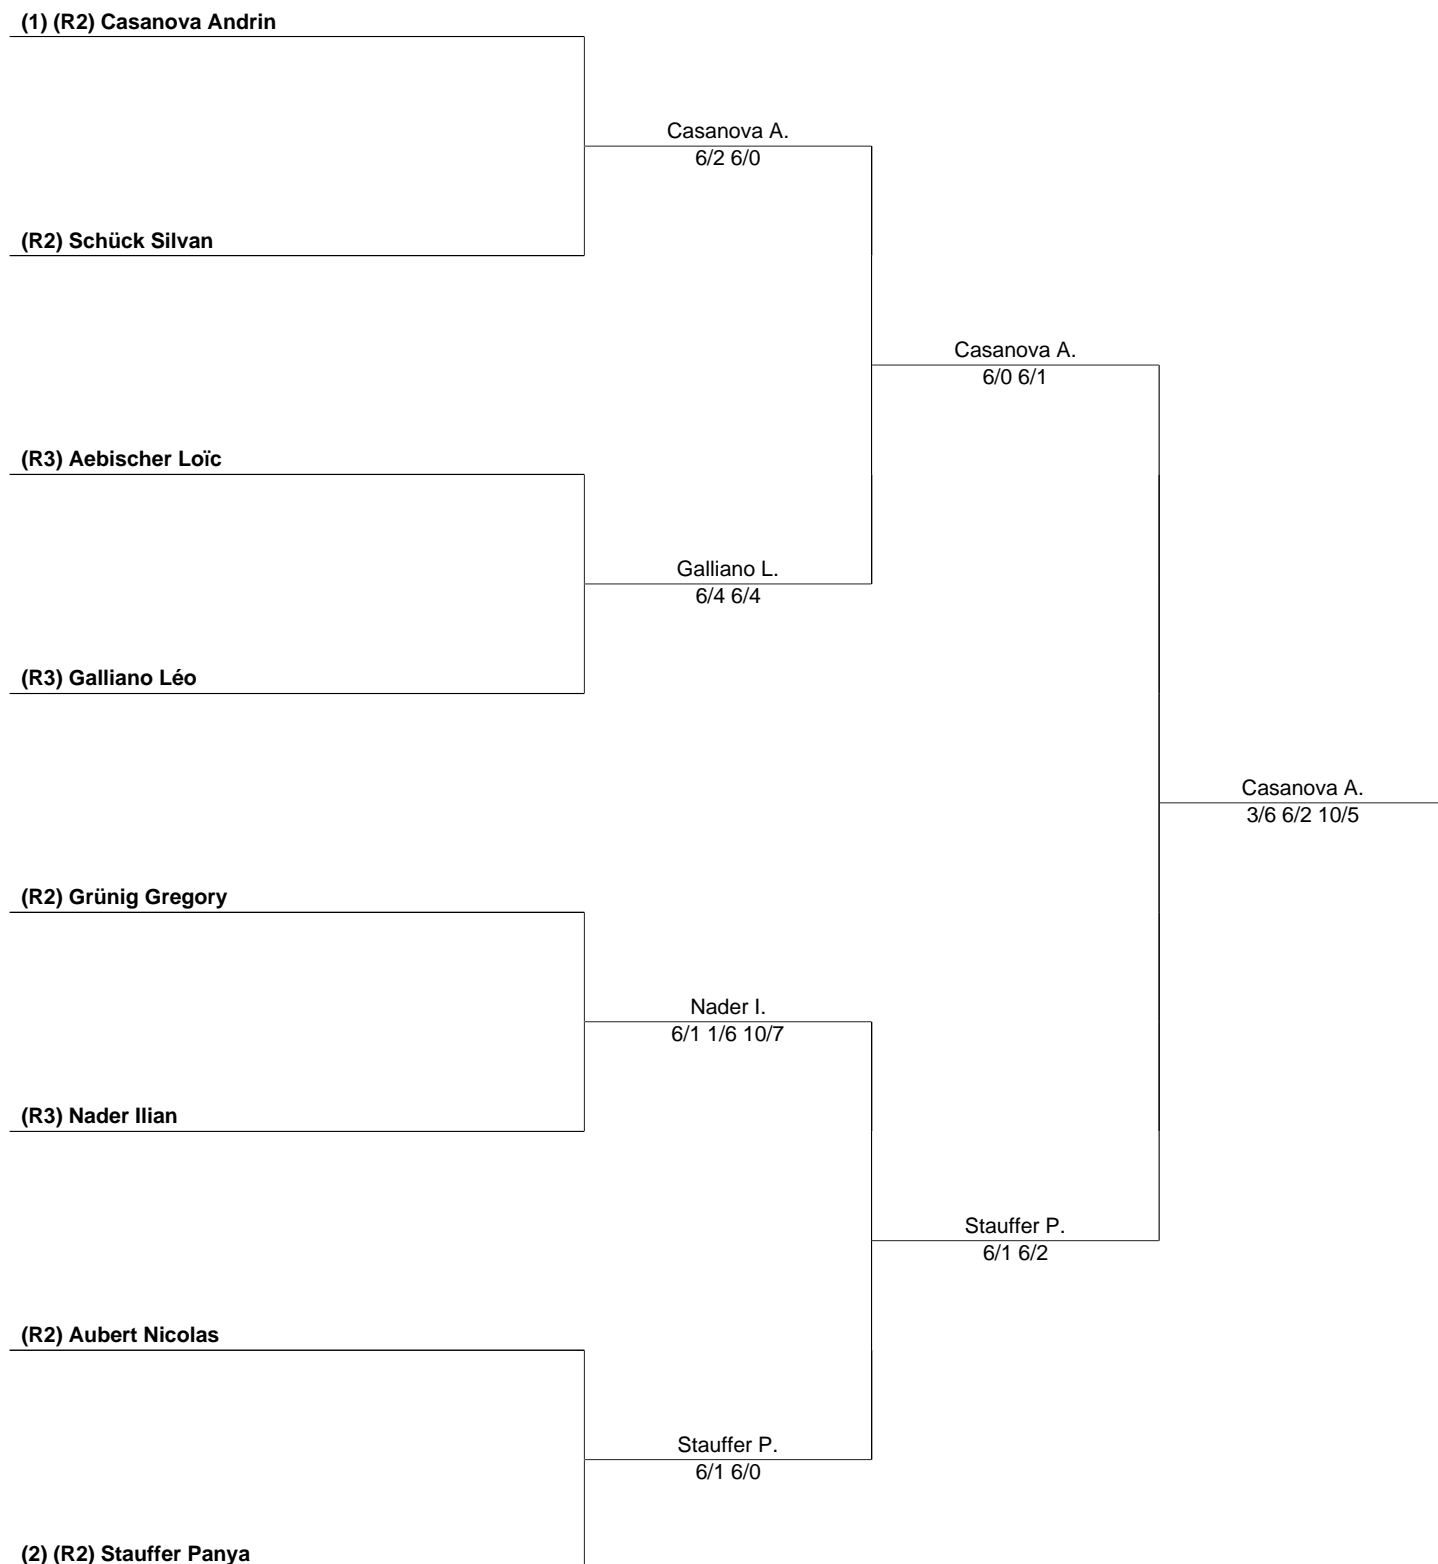 (1) (R2) Casanova Andrin
Casanova A.
6/2 6/0
(R2) Schück Silvan
Casanova A.
6/0 6/1
(R3) Aebischer Loïc
Galliano L.
6/4 6/4
(R3) Galliano Léo
Casanova A.
3/6 6/2 10/5
(R2) Grünig Gregory
Nader I.
6/1 1/6 10/7
(R3) Nader Ilian
Stauffer P.
6/1 6/2
(R2) Aubert Nicolas
Stauffer P.
6/1 6/0
(2) (R2) Stauffer Panya